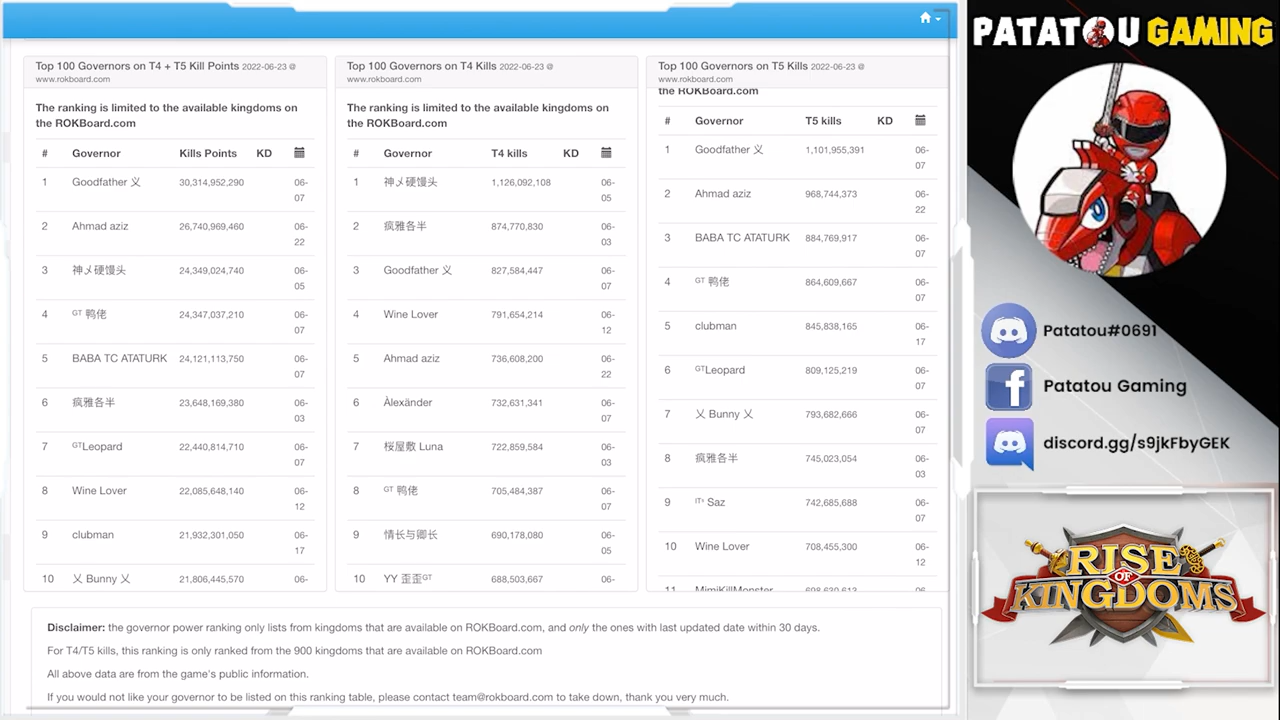 PATATOU GAMING
Top 100 Governors on T4 + T5 Kill Points 2022-06-23 @
www.rokboard.com
The ranking is limited to the available kingdoms on
the ROKBoard.com
# Governor Kills Points KD
1 Goodfather 义 30,314,952,290 06-
07
2 Ahmad aziz 26,740,969,460 06-
22
3 神メ硬馒头 24,349,024,740 06-
05
4 ᴳᵀ 鸭佬 24,347,037,210 06-
07
5 BABA TC ATATURK 24,121,113,750 06-
07
6 疯雅各半 23,648,169,380 06-
03
7 ᴳᵀLeopard 22,440,814,710 06-
07
8 Wine Lover 22,085,648,140 06-
12
9 clubman 21,932,301,050 06-
17
10 乂 Bunny 乂 21,806,445,570 06-
Top 100 Governors on T4 Kills 2022-06-23 @
www.rokboard.com
The ranking is limited to the available kingdoms on
the ROKBoard.com
# Governor T4 kills KD
1 神メ硬馒头 1,126,092,108 06-
05
2 疯雅各半 874,770,830 06-
03
3 Goodfather 义 827,584,447 06-
07
4 Wine Lover 791,654,214 06-
12
5 Ahmad aziz 736,608,200 06-
22
6 Àlexänder 732,631,341 06-
07
7 桜屋敷 Luna 722,859,584 06-
03
8 ᴳᵀ 鸭佬 705,484,387 06-
07
9 情长与卿长 690,178,080 06-
05
10 YY 歪歪ᴳᵀ 688,503,667 06-
Top 100 Governors on T5 Kills 2022-06-23 @
www.rokboard.com
the ROKBoard.com
# Governor T5 kills KD
1 Goodfather 义 1,101,955,391 06-
07
2 Ahmad aziz 968,744,373 06-
22
3 BABA TC ATATURK 884,769,917 06-
07
4 ᴳᵀ 鸭佬 864,609,667 06-
07
5 clubman 845,838,165 06-
17
6 ᴳᵀLeopard 809,125,219 06-
07
7 乂 Bunny 乂 793,682,666 06-
07
8 疯雅各半 745,023,054 06-
03
9 Saz 742,685,688 06-
07
10 Wine Lover 708,455,300 06-
12
11 MimiKillMonster 698,630,613 06-
Disclaimer: the governor power ranking only lists from kingdoms that are available on ROKBoard.com, and only the ones with last updated date within 30 days.
For T4/T5 kills, this ranking is only ranked from the 900 kingdoms that are available on ROKBoard.com
All above data are from the game's public information.
If you would not like your governor to be listed on this ranking table, please contact team@rokboard.com to take down, thank you very much.
Patatou#0691
Patatou Gaming
discord.gg/s9jkFbyGEK
RISE
OF
KINGDOMS